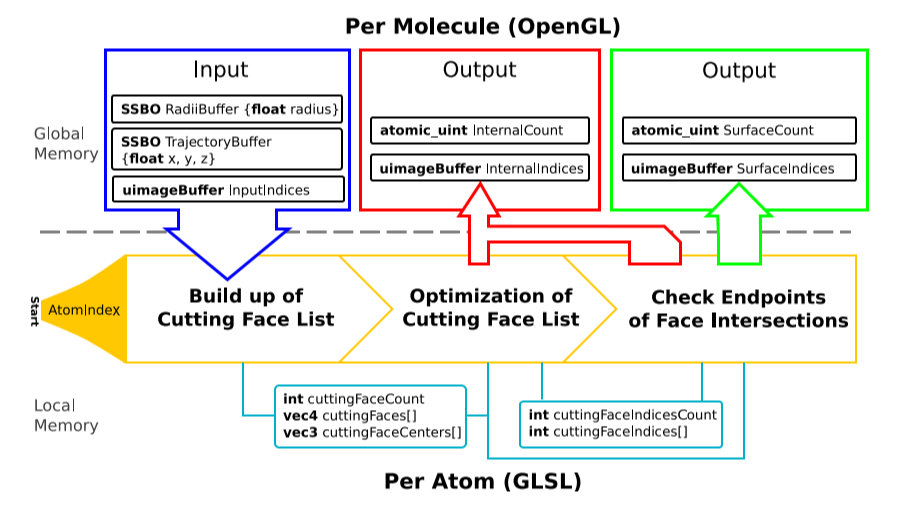 Per Molecule (OpenGL)
Input
SSBO RadiiBuffer {float radius}
SSBO TrajectoryBuffer
{float x, y, z}
uimageBuffer InputIndices
Output
atomic_uint InternalCount
uimageBuffer InternalIndices
Output
atomic_uint SurfaceCount
uimageBuffer SurfaceIndices
Global
Memory
Start
AtomIndex
Build up of
Cutting Face List
Optimization of
Cutting Face List
Check Endpoints
of Face Intersections
Local
Memory
int cuttingFaceCount
vec4 cuttingFaces[]
vec3 cuttingFaceCenters[]
int cuttingFaceIndicesCount
int cuttingFaceIndices[]
Per Atom (GLSL)